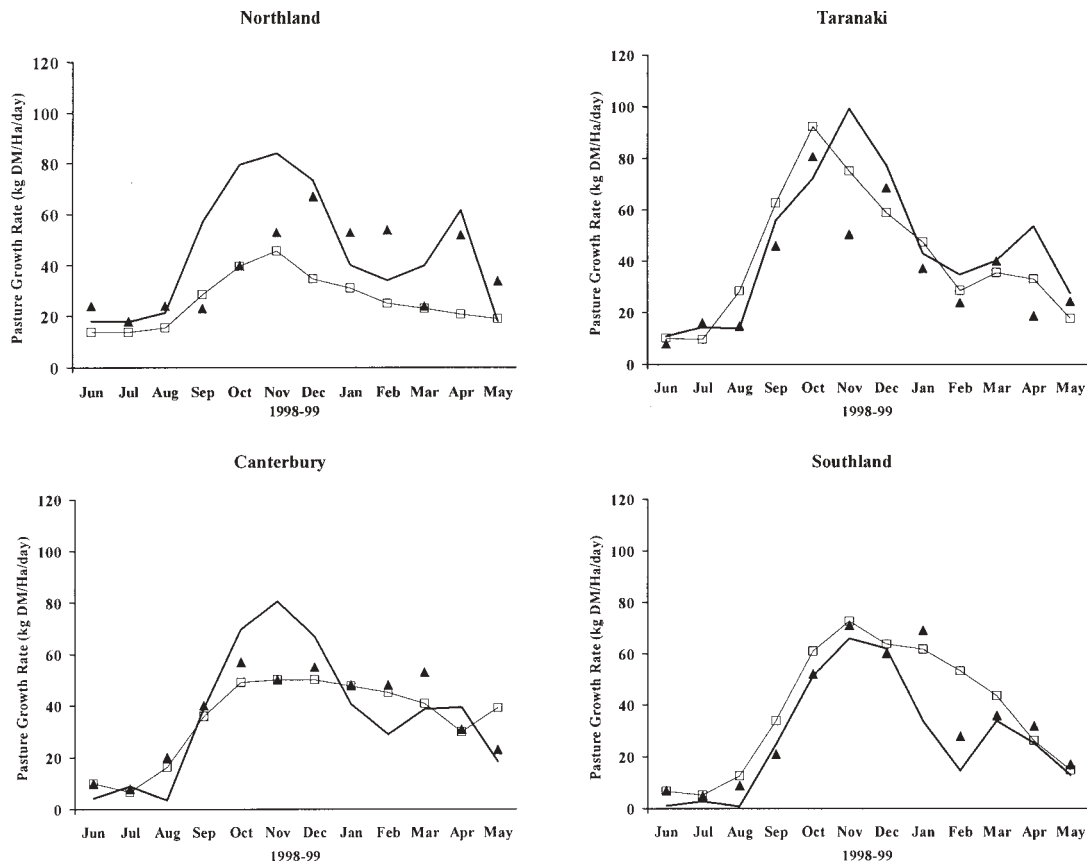 Northland
Pasture Growth Rate (kg DM/Ha/day)
120
100
80
60
40
20
0
Jun Jul Aug Sep Oct Nov Dec Jan Feb Mar Apr May
1998-99
Taranaki
Pasture Growth Rate (kg DM/Ha/day)
120
100
80
60
40
20
0
Jun Jul Aug Sep Oct Nov Dec Jan Feb Mar Apr May
1998-99
Canterbury
Pasture Growth Rate (kg DM/Ha/day)
120
100
80
60
40
20
0
Jun Jul Aug Sep Oct Nov Dec Jan Feb Mar Apr May
1998-99
Southland
Pasture Growth Rate (kg DM/Ha/day)
120
100
80
60
40
20
0
Jun Jul Aug Sep Oct Nov Dec Jan Feb Mar Apr May
1998-99